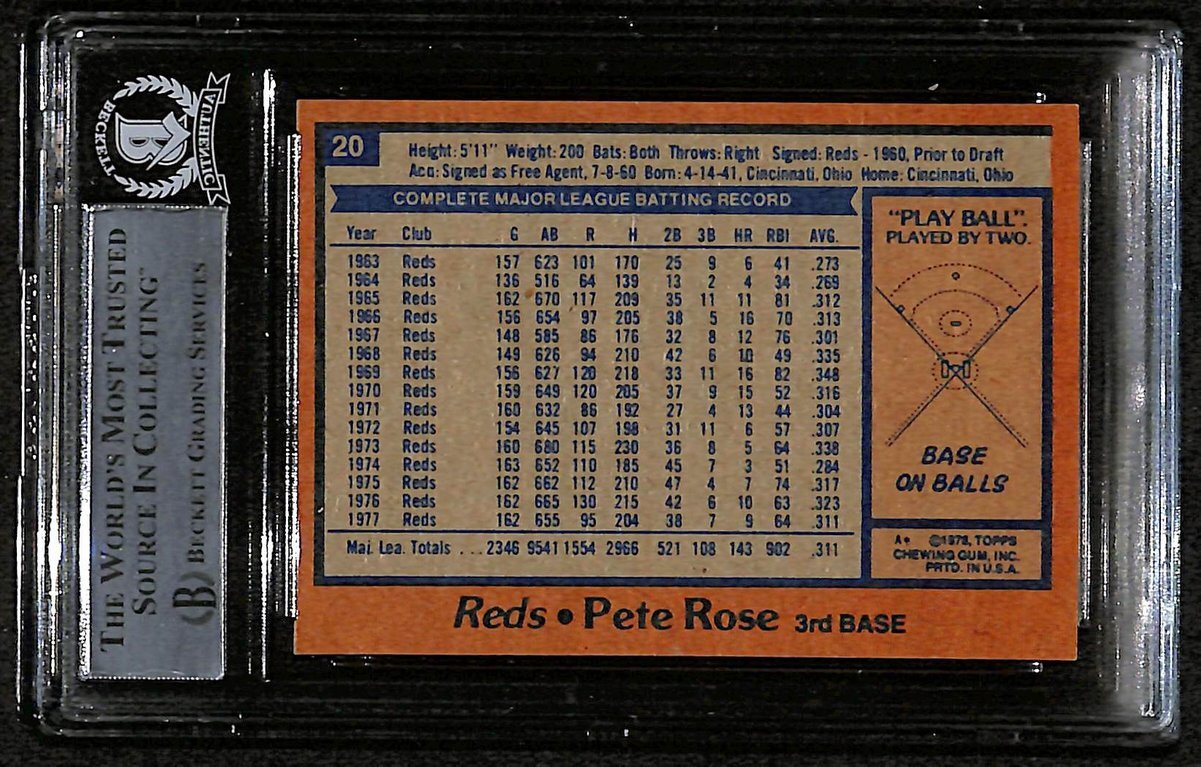 BECKETT
AUTHENTIC
B
THE WORLD'S MOST TRUSTED
SOURCE IN COLLECTING™
B BECKETT GRADING SERVICES
20
Height: 5'11" Weight: 200 Bats: Both Throws: Right Signed: Reds - 1960, Prior to Draft
Acq: Signed as Free Agent, 7-8-60 Born: 4-14-41, Cincinnati, Ohio Home: Cincinnati, Ohio
COMPLETE MAJOR LEAGUE BATTING RECORD
Year Club G AB R H 2B 3B HR RBI AVG.
1963 Reds 157 623 101 170 25 9 6 41 .273
1964 Reds 136 516 64 139 13 2 4 34 .269
1965 Reds 162 670 117 209 35 11 11 81 .312
1966 Reds 156 654 97 205 38 5 16 70 .313
1967 Reds 148 585 86 176 32 8 12 76 .301
1968 Reds 149 626 94 210 42 6 10 49 .335
1969 Reds 156 627 120 218 33 11 16 82 .348
1970 Reds 159 649 120 205 37 9 15 52 .316
1971 Reds 160 632 86 192 27 4 13 44 .304
1972 Reds 154 645 107 198 31 11 6 57 .307
1973 Reds 160 680 115 230 36 8 5 64 .338
1974 Reds 163 652 110 185 45 7 3 51 .284
1975 Reds 162 662 112 210 47 4 7 74 .317
1976 Reds 162 665 130 215 42 6 10 63 .323
1977 Reds 162 655 95 204 38 7 9 64 .311
Maj. Lea. Totals ... 2346 9541 1554 2966 521 108 143 902 .311
"PLAY BALL".
PLAYED BY TWO.
BASE
ON BALLS
A* ©1978, TOPPS
CHEWING GUM, INC.
PRTD. IN U.S.A.
Reds • Pete Rose 3rd BASE